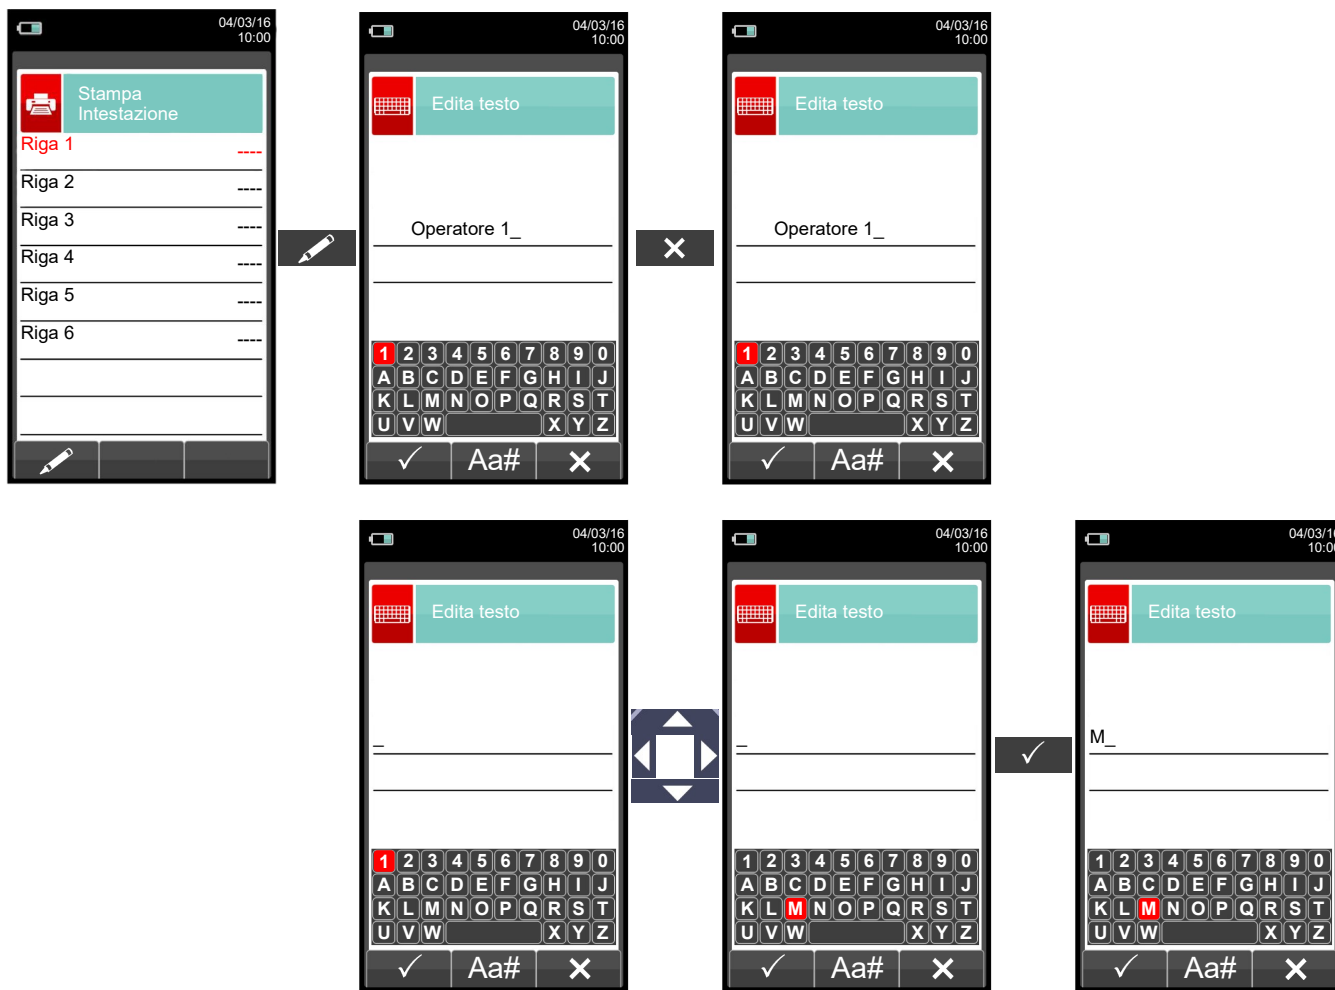 04/03/16
10:00
Stampa
Intestazione
Riga 1 ----
Riga 2 ----
Riga 3 ----
Riga 4 ----
Riga 5 ----
Riga 6 ----
04/03/16
10:00
Edita testo
Operatore 1_
1 2 3 4 5 6 7 8 9 0
A B C D E F G H I J
K L M N O P Q R S T
U V W X Y Z
Aa#
04/03/16
10:00
Edita testo
Operatore 1_
1 2 3 4 5 6 7 8 9 0
A B C D E F G H I J
K L M N O P Q R S T
U V W X Y Z
Aa#
04/03/16
10:00
Edita testo
_
1 2 3 4 5 6 7 8 9 0
A B C D E F G H I J
K L M N O P Q R S T
U V W X Y Z
Aa#
04/03/16
10:00
Edita testo
_
1 2 3 4 5 6 7 8 9 0
A B C D E F G H I J
K L M N O P Q R S T
U V W X Y Z
Aa#
04/03/16
10:00
Edita testo
M_
1 2 3 4 5 6 7 8 9 0
A B C D E F G H I J
K L M N O P Q R S T
U V W X Y Z
Aa#